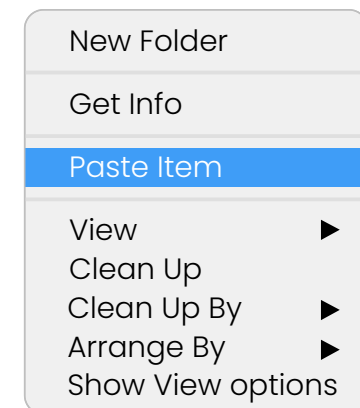 New Folder
Get Info
Paste Item
View
Clean Up
Clean Up By
Arrange By
Show View options